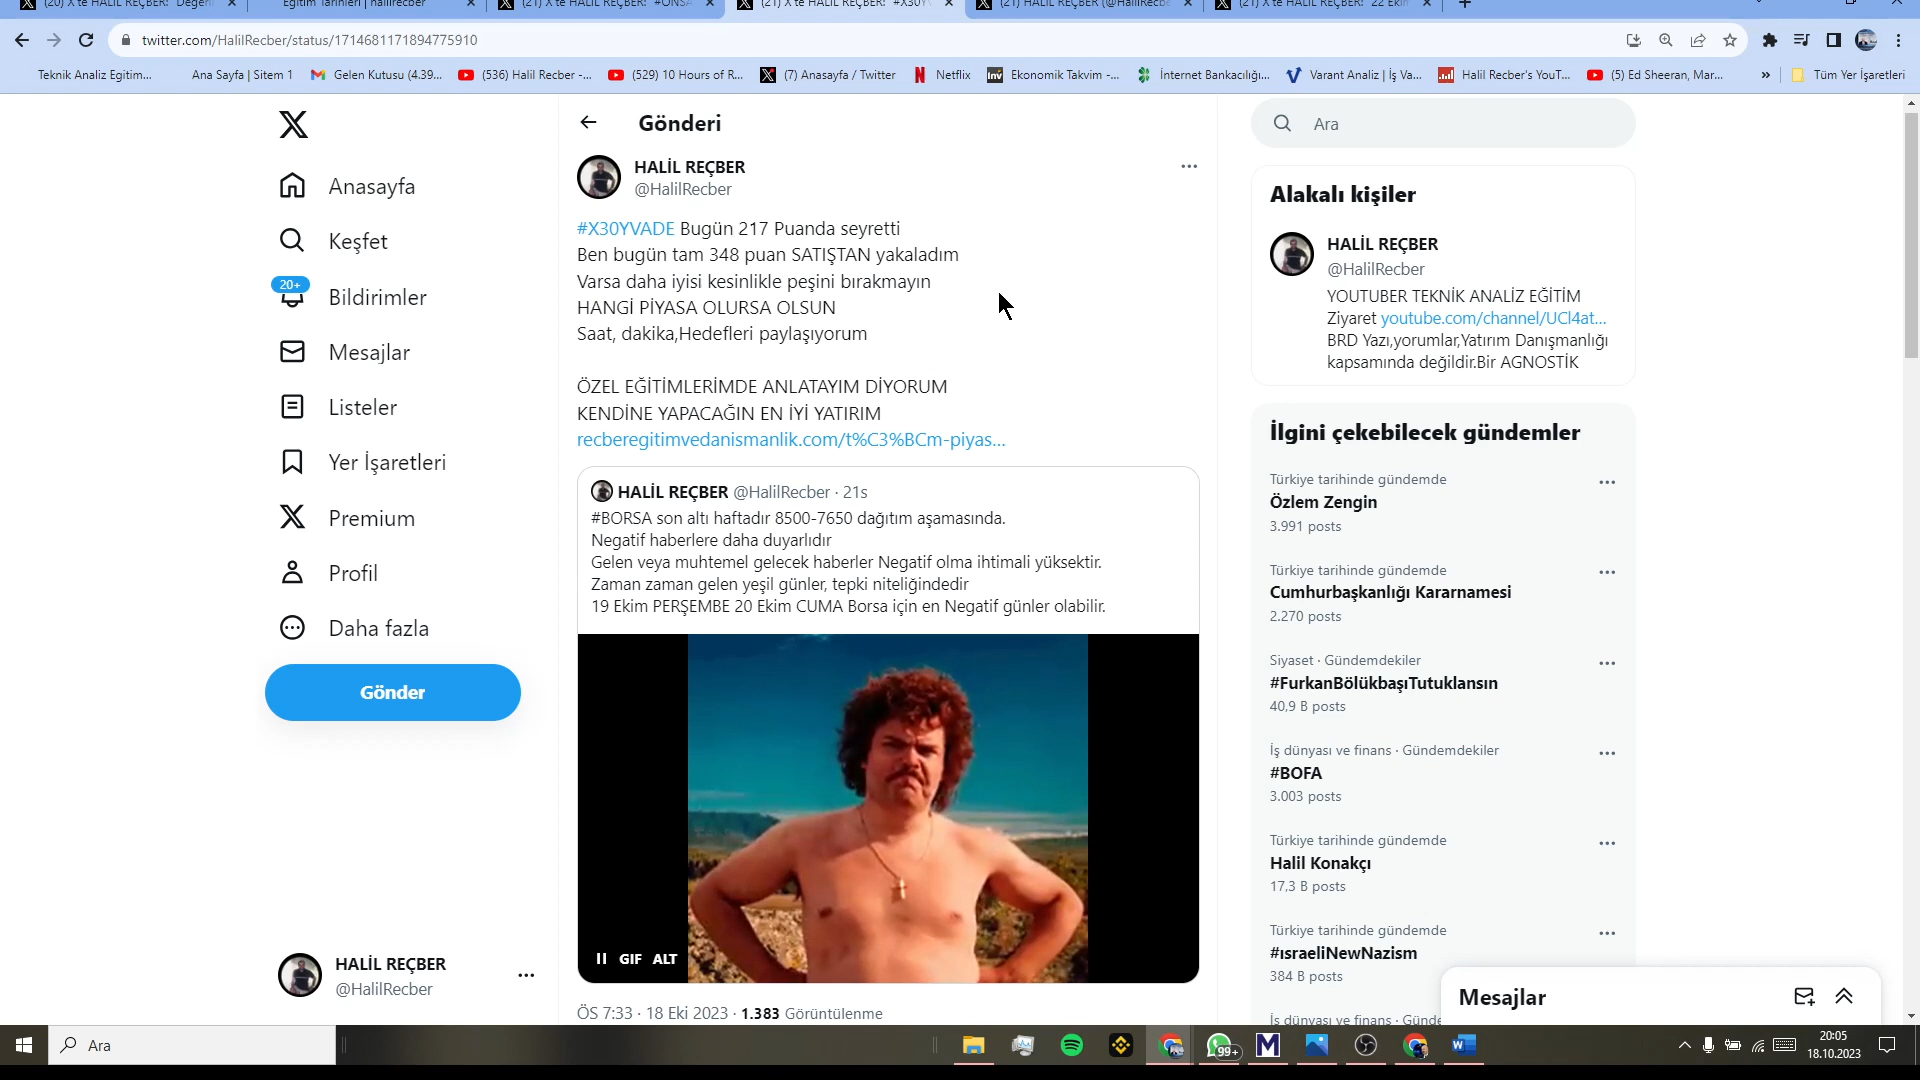 (20) X'te HALİL REÇBER: "Değerl
Eğitim Tarihleri | halilrecber
(21) X'te HALİL REÇBER: "#ONSA
(21) X'te HALİL REÇBER: "#X30Y
(21) HALİL REÇBER (@HalilRecbe
(21) X'te HALİL REÇBER: "22 Ekim
twitter.com/HalilRecber/status/1714681171894775910
Teknik Analiz Egitim...
Ana Sayfa | Sitem 1
Gelen Kutusu (4.39...
(536) Halil Recber -...
(529) 10 Hours of R...
(7) Anasayfa / Twitter
Netflix
Ekonomik Takvim -...
İnternet Bankacılığı...
Varant Analiz | İş Va...
Halil Recber's YouT...
(5) Ed Sheeran, Mar...
»
Tüm Yer İşaretleri
Anasayfa
Keşfet
20+
Bildirimler
Mesajlar
Listeler
Yer İşaretleri
Premium
Profil
Daha fazla
Gönder
HALİL REÇBER
@HalilRecber
Gönderi
HALİL REÇBER
@HalilRecber
#X30YVADE Bugün 217 Puanda seyretti
Ben bugün tam 348 puan SATIŞTAN yakaladım
Varsa daha iyisi kesinlikle peşini bırakmayın
HANGİ PİYASA OLURSA OLSUN
Saat, dakika,Hedefleri paylaşıyorum
ÖZEL EĞİTİMLERİMDE ANLATAYIM DİYORUM
KENDİNE YAPACAĞIN EN İYİ YATIRIM
recberegitimvedanismanlik.com/t%C3%BCm-piyas...
HALİL REÇBER @HalilRecber · 21s
#BORSA son altı haftadır 8500-7650 dağıtım aşamasında.
Negatif haberlere daha duyarlıdır
Gelen veya muhtemel gelecek haberler Negatif olma ihtimali yüksektir.
Zaman zaman gelen yeşil günler, tepki niteliğindedir
19 Ekim PERŞEMBE 20 Ekim CUMA Borsa için en Negatif günler olabilir.
GIF ALT
ÖS 7:33 · 18 Eki 2023 · 1.383 Görüntülenme
Ara
Alakalı kişiler
HALİL REÇBER
@HalilRecber
YOUTUBER TEKNİK ANALİZ EĞİTİM
Ziyaret youtube.com/channel/UCl4at...
BRD Yazı,yorumlar,Yatırım Danışmanlığı
kapsamında değildir.Bir AGNOSTİK
İlgini çekebilecek gündemler
Türkiye tarihinde gündemde
Özlem Zengin
3.991 posts
Türkiye tarihinde gündemde
Cumhurbaşkanlığı Kararnamesi
2.270 posts
Siyaset · Gündemdekiler
#FurkanBölükbaşıTutuklansın
40,9 B posts
İş dünyası ve finans · Gündemdekiler
#BOFA
3.003 posts
Türkiye tarihinde gündemde
Halil Konakçı
17,3 B posts
Türkiye tarihinde gündemde
#ısraeliNewNazism
384 B posts
İş dünyası ve finans · Günde
Mesajlar
Ara
99+
20:05
18.10.2023